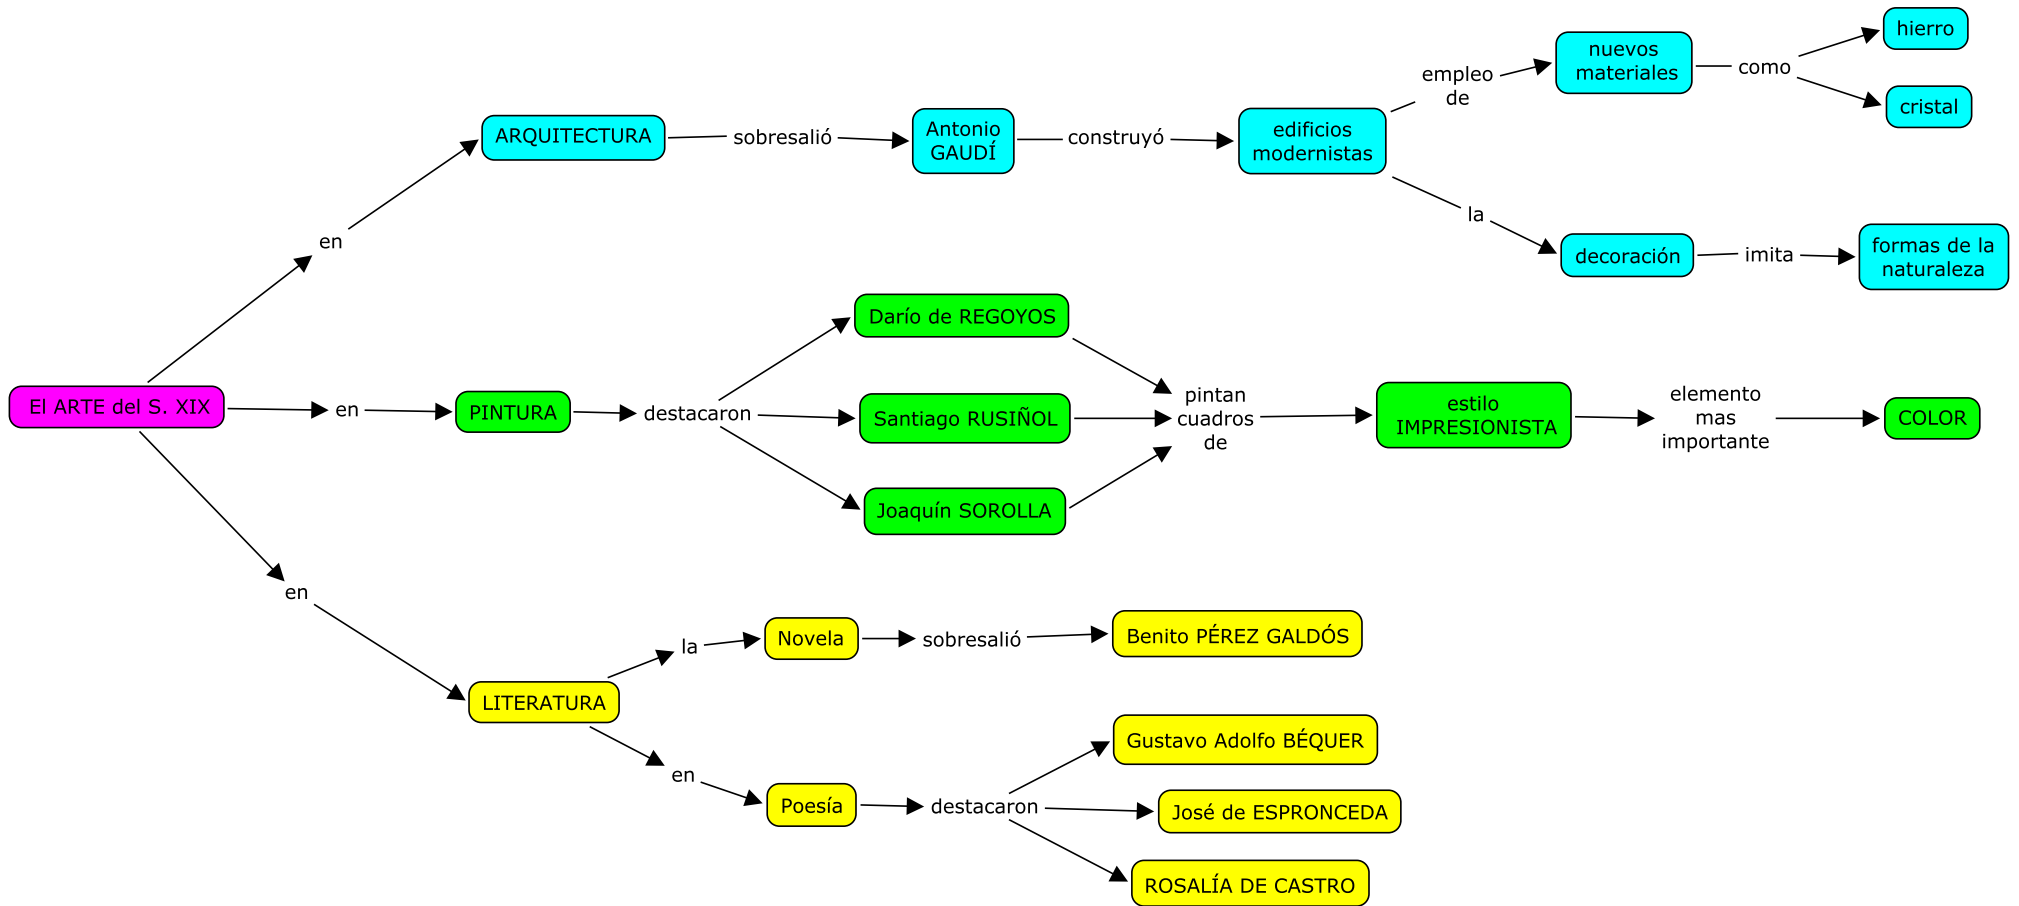 El ARTE del S. XIX
en
ARQUITECTURA
sobresalió
Antonio
GAUDÍ
construyó
edificios
modernistas
empleo
de
nuevos
materiales
como
hierro
cristal
la
decoración
imita
formas de la
naturaleza
en
PINTURA
destacaron
Darío de REGOYOS
Santiago RUSIÑOL
Joaquín SOROLLA
pintan
cuadros
de
estilo
IMPRESIONISTA
elemento
mas
importante
COLOR
en
LITERATURA
la
Novela
sobresalió
Benito PÉREZ GALDÓS
en
Poesía
destacaron
Gustavo Adolfo BÉQUER
José de ESPRONCEDA
ROSALÍA DE CASTRO